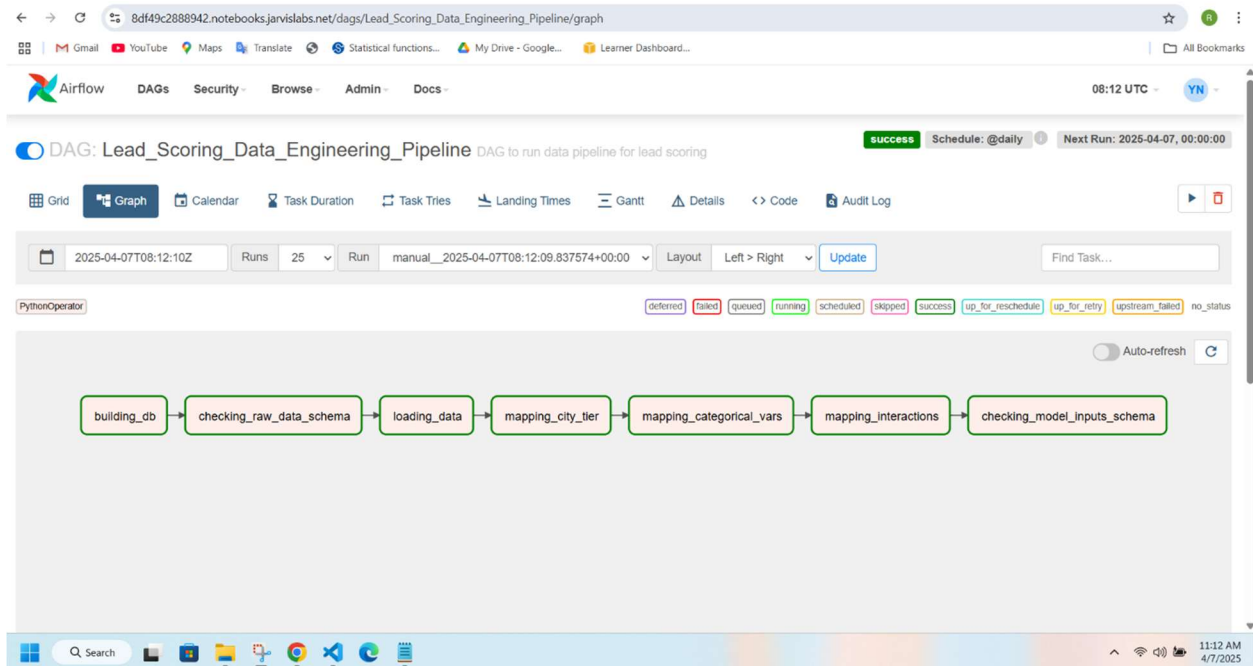 8df49c2888942.notebooks.jarvislabs.net/dags/Lead_Scoring_Data_Engineering_Pipeline/graph
R
Gmail YouTube Maps Translate Statistical functions... My Drive - Google... Learner Dashboard... All Bookmarks
Airflow DAGs Security Browse Admin Docs 08:12 UTC YN
DAG: Lead_Scoring_Data_Engineering_Pipeline DAG to run data pipeline for lead scoring success Schedule: @daily Next Run: 2025-04-07, 00:00:00
Grid Graph Calendar Task Duration Task Tries Landing Times Gantt Details <> Code Audit Log
2025-04-07T08:12:10Z Runs 25 Run manual__2025-04-07T08:12:09.837574+00:00 Layout Left > Right Update Find Task...
PythonOperator deferred failed queued running scheduled skipped success up_for_reschedule up_for_retry upstream_failed no_status
Auto-refresh
building_db checking_raw_data_schema loading_data mapping_city_tier mapping_categorical_vars mapping_interactions checking_model_inputs_schema
Search 11:12 AM
4/7/2025